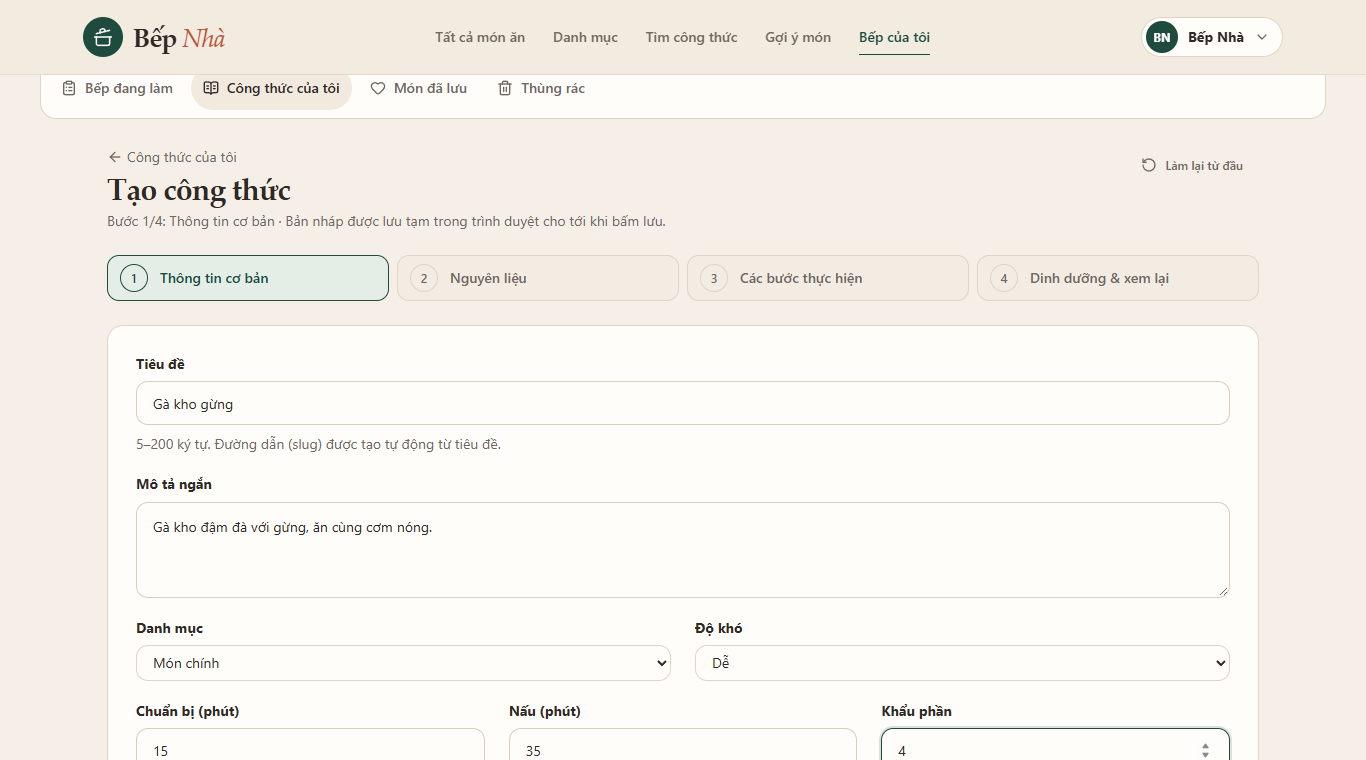 Bếp Nhà
Tất cả món ăn
Danh mục
Tìm công thức
Gợi ý món
Bếp của tôi
BN
Bếp Nhà
Bếp đang làm
Công thức của tôi
Món đã lưu
Thùng rác
Công thức của tôi
Làm lại từ đầu
Tạo công thức
Bước 1/4: Thông tin cơ bản · Bản nháp được lưu tạm trong trình duyệt cho tới khi bấm lưu.
1 Thông tin cơ bản
2 Nguyên liệu
3 Các bước thực hiện
4 Dinh dưỡng & xem lại
Tiêu đề
Gà kho gừng
5–200 ký tự. Đường dẫn (slug) được tạo tự động từ tiêu đề.
Mô tả ngắn
Gà kho đậm đà với gừng, ăn cùng cơm nóng.
Danh mục
Độ khó
Món chính
Dễ
Chuẩn bị (phút)
Nấu (phút)
Khẩu phần
15
35
4